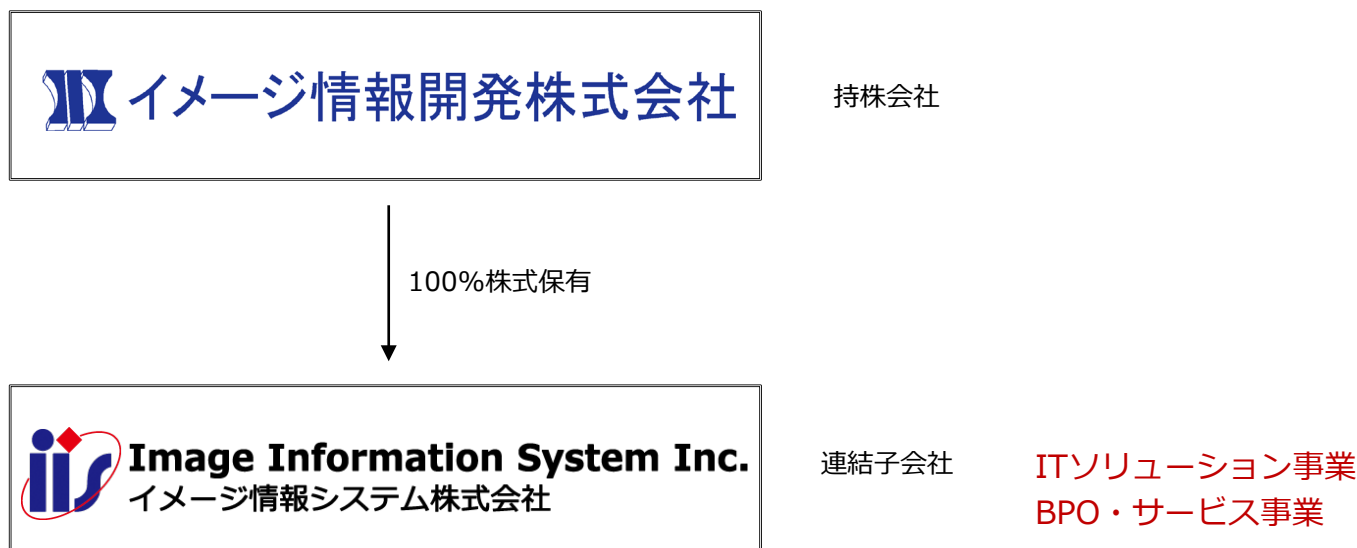 イメージ情報開発株式会社
持株会社
100%株式保有
iis
Image Information System Inc.
イメージ情報システム株式会社
連結子会社
ITソリューション事業
BPO・サービス事業